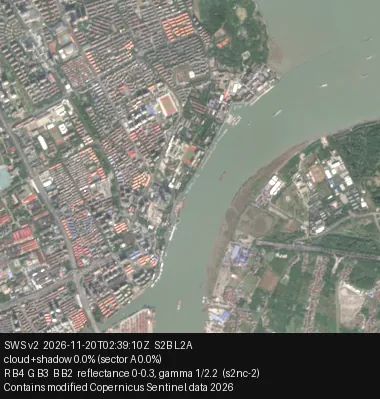 SWS v2 2026-11-20T02:39:10Z S2B L2A
cloud+shadow 0.0% (sector A 0.0%)
R B4 G B3 B B2 reflectance 0-0.3, gamma 1/2.2 (s2nc-2)
Contains modified Copernicus Sentinel data 2026